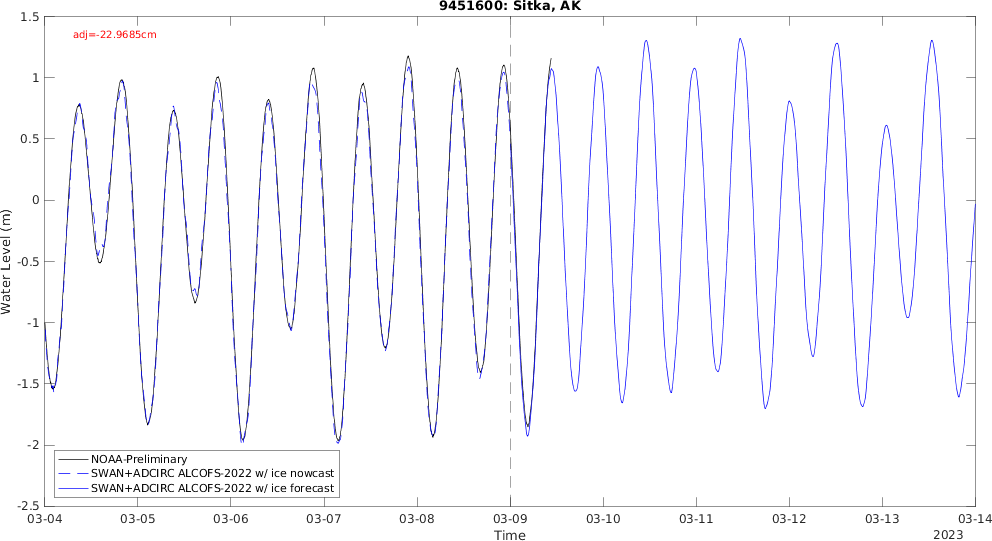 9451600: Sitka, AK
adj=-22.9685cm
1.5
1
0.5
0
-0.5
-1
-1.5
-2
-2.5
Water Level (m)
NOAA-Preliminary
SWAN+ADCIRC ALCOFS-2022 w/ ice nowcast
SWAN+ADCIRC ALCOFS-2022 w/ ice forecast
03-04 03-05 03-06 03-07 03-08 03-09 03-10 03-11 03-12 03-13 03-14
Time
2023